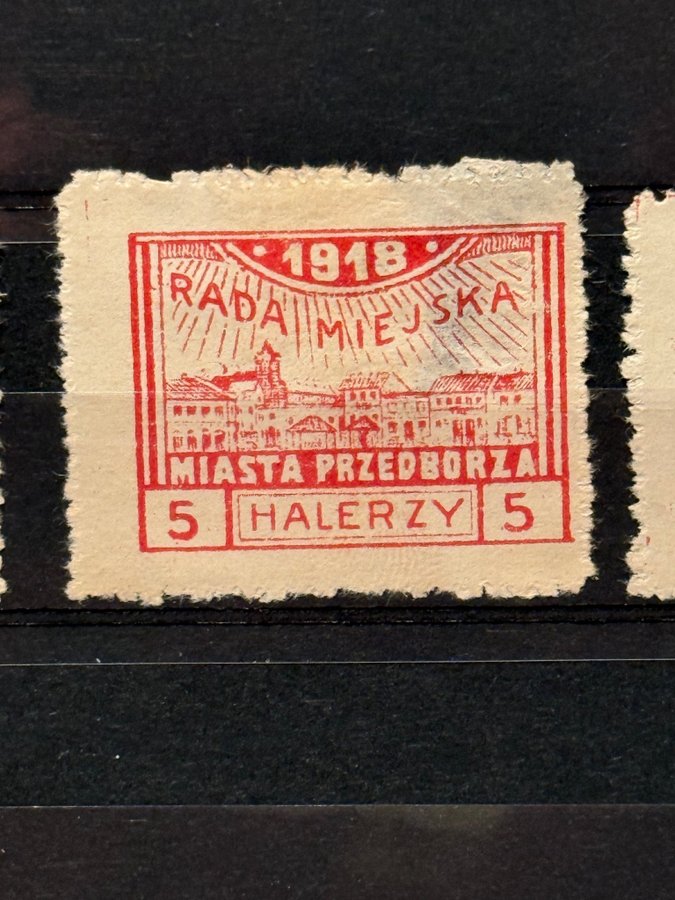 · 1918 ·
RADA MIEJSKA
MIASTA PRZEDBORZA
5 HALERZY 5